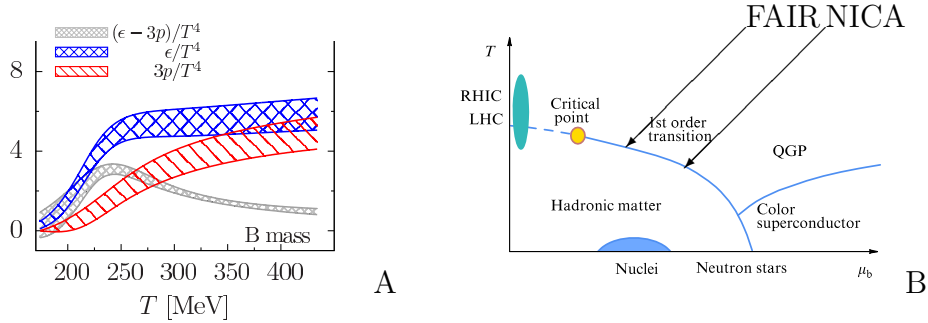 (ϵ − 3p)/T⁴
ϵ/T⁴
3p/T⁴
8
4
0
B mass
200 250 300 350 400
T [MeV]
A
FAIR NICA
T
RHIC
LHC
Critical
point
1st order
transition
QGP
Hadronic matter
Color
superconductor
Nuclei
Neutron stars
μb
B